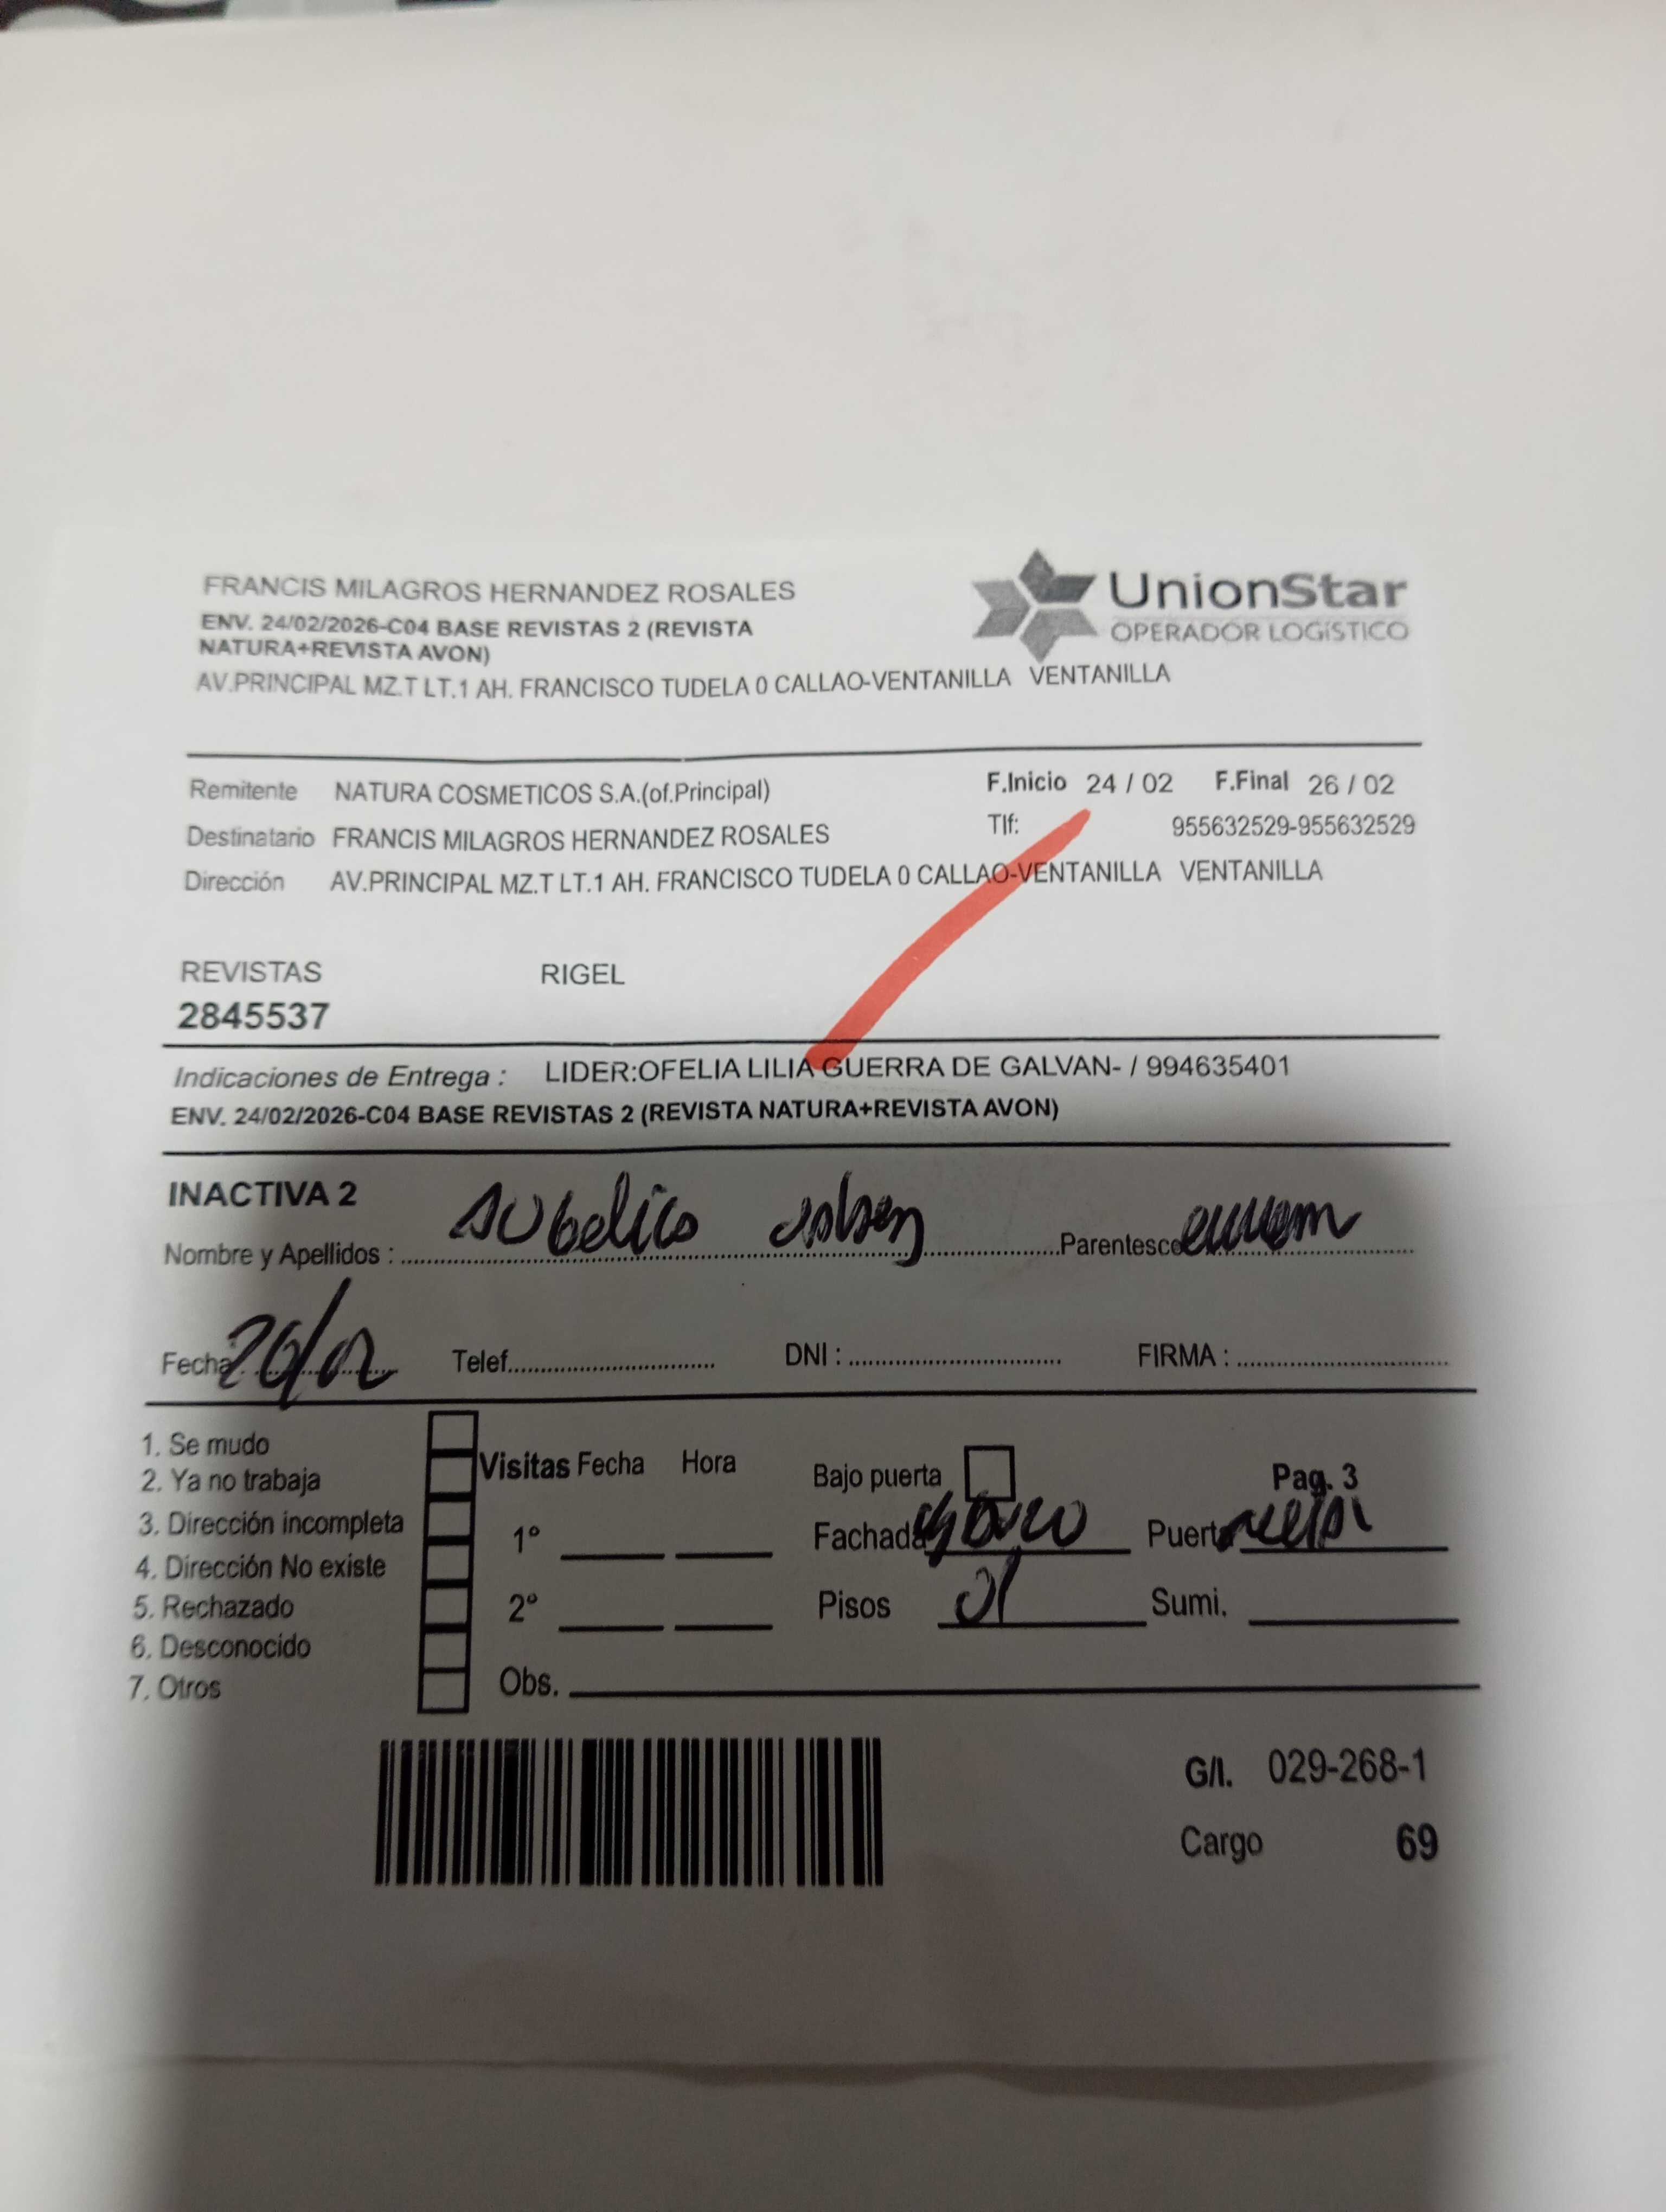 FRANCIS MILAGROS HERNANDEZ ROSALES
ENV. 24/02/2026-C04 BASE REVISTAS 2 (REVISTA
NATURA+REVISTA AVON)
AV.PRINCIPAL MZ.T LT.1 AH. FRANCISCO TUDELA 0 CALLAO-VENTANILLA VENTANILLA
UnionStar
OPERADOR LOGÍSTICO
Remitente NATURA COSMETICOS S.A.(of.Principal) F.Inicio 24 / 02 F.Final 26 / 02
Destinatario FRANCIS MILAGROS HERNANDEZ ROSALES Tlf: 955632529-955632529
Dirección AV.PRINCIPAL MZ.T LT.1 AH. FRANCISCO TUDELA 0 CALLAO-VENTANILLA VENTANILLA
REVISTAS RIGEL
2845537
Indicaciones de Entrega : LIDER:OFELIA LILIA GUERRA DE GALVAN- / 994635401
ENV. 24/02/2026-C04 BASE REVISTAS 2 (REVISTA NATURA+REVISTA AVON)
INACTIVA 2
Nombre y Apellidos : Parentesco
Fecha Telef. DNI : FIRMA :
1. Se mudo
2. Ya no trabaja
3. Dirección incompleta
4. Dirección No existe
5. Rechazado
6. Desconocido
7. Otros
Visitas Fecha Hora
1º
2º
Obs.
Bajo puerta Pag. 3
Fachada Puerta
Pisos 01 Sumi.
G/I. 029-268-1
Cargo 69